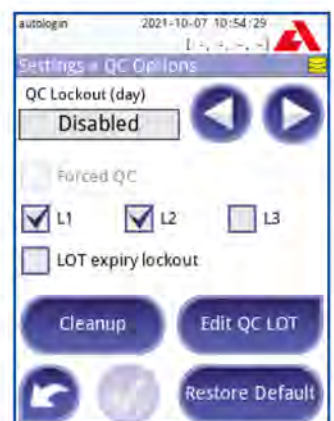 autologin 2021-10-07 10:54:29
[ -, -, -, -]
Settings » QC Options
QC Lockout (day)
Disabled
Forced QC
L1 L2 L3
LOT expiry lockout
Cleanup Edit QC LOT
Restore Default